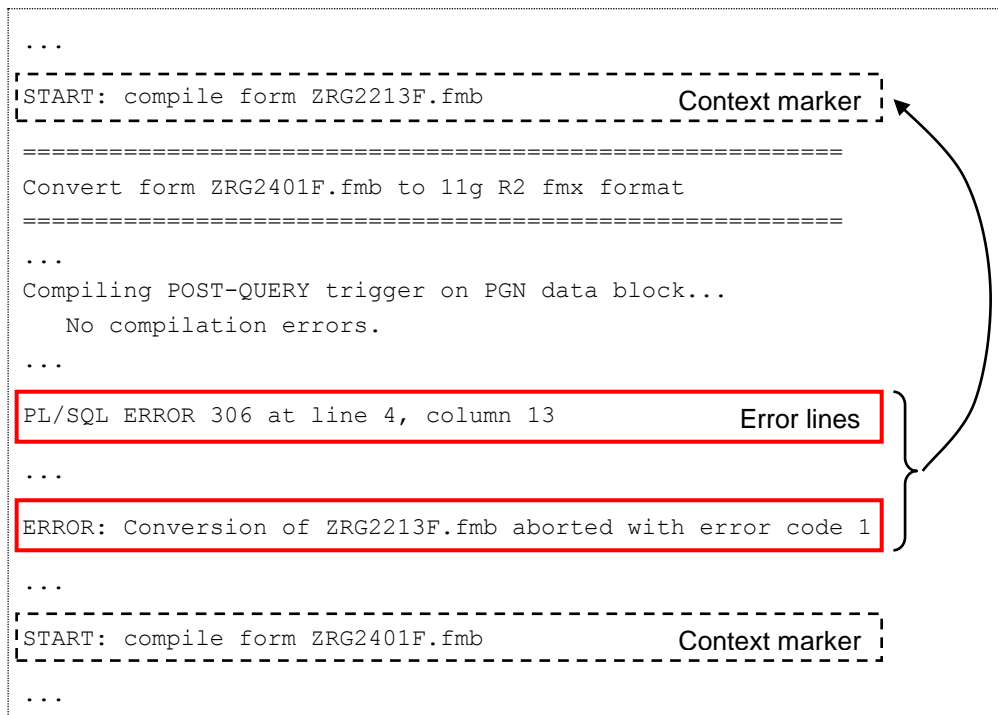 ...
START: compile form ZRG2213F.fmb Context marker
=========================================================
Convert form ZRG2401F.fmb to 11g R2 fmx format
=========================================================
...
Compiling POST-QUERY trigger on PGN data block...
No compilation errors.
...
PL/SQL ERROR 306 at line 4, column 13 Error lines
...
ERROR: Conversion of ZRG2213F.fmb aborted with error code 1
...
START: compile form ZRG2401F.fmb Context marker
...